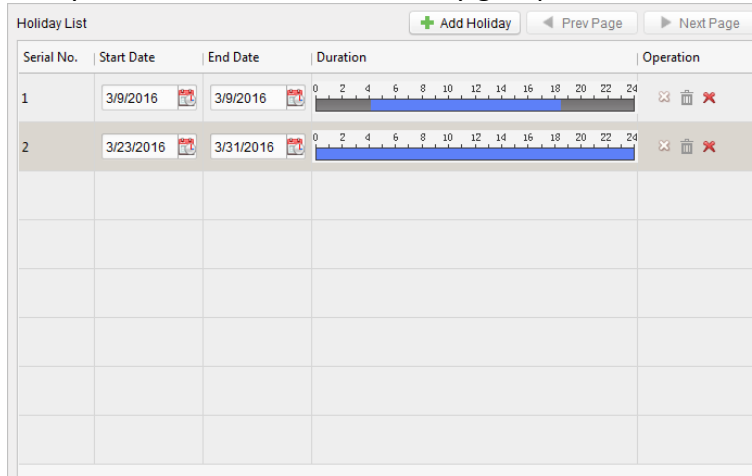 Holiday List Add Holiday Prev Page Next Page
Serial No. Start Date End Date Duration Operation
0 2 4 6 8 10 12 14 16 18 20 22 24
1 3/9/2016 3/9/2016
0 2 4 6 8 10 12 14 16 18 20 22 24
2 3/23/2016 3/31/2016